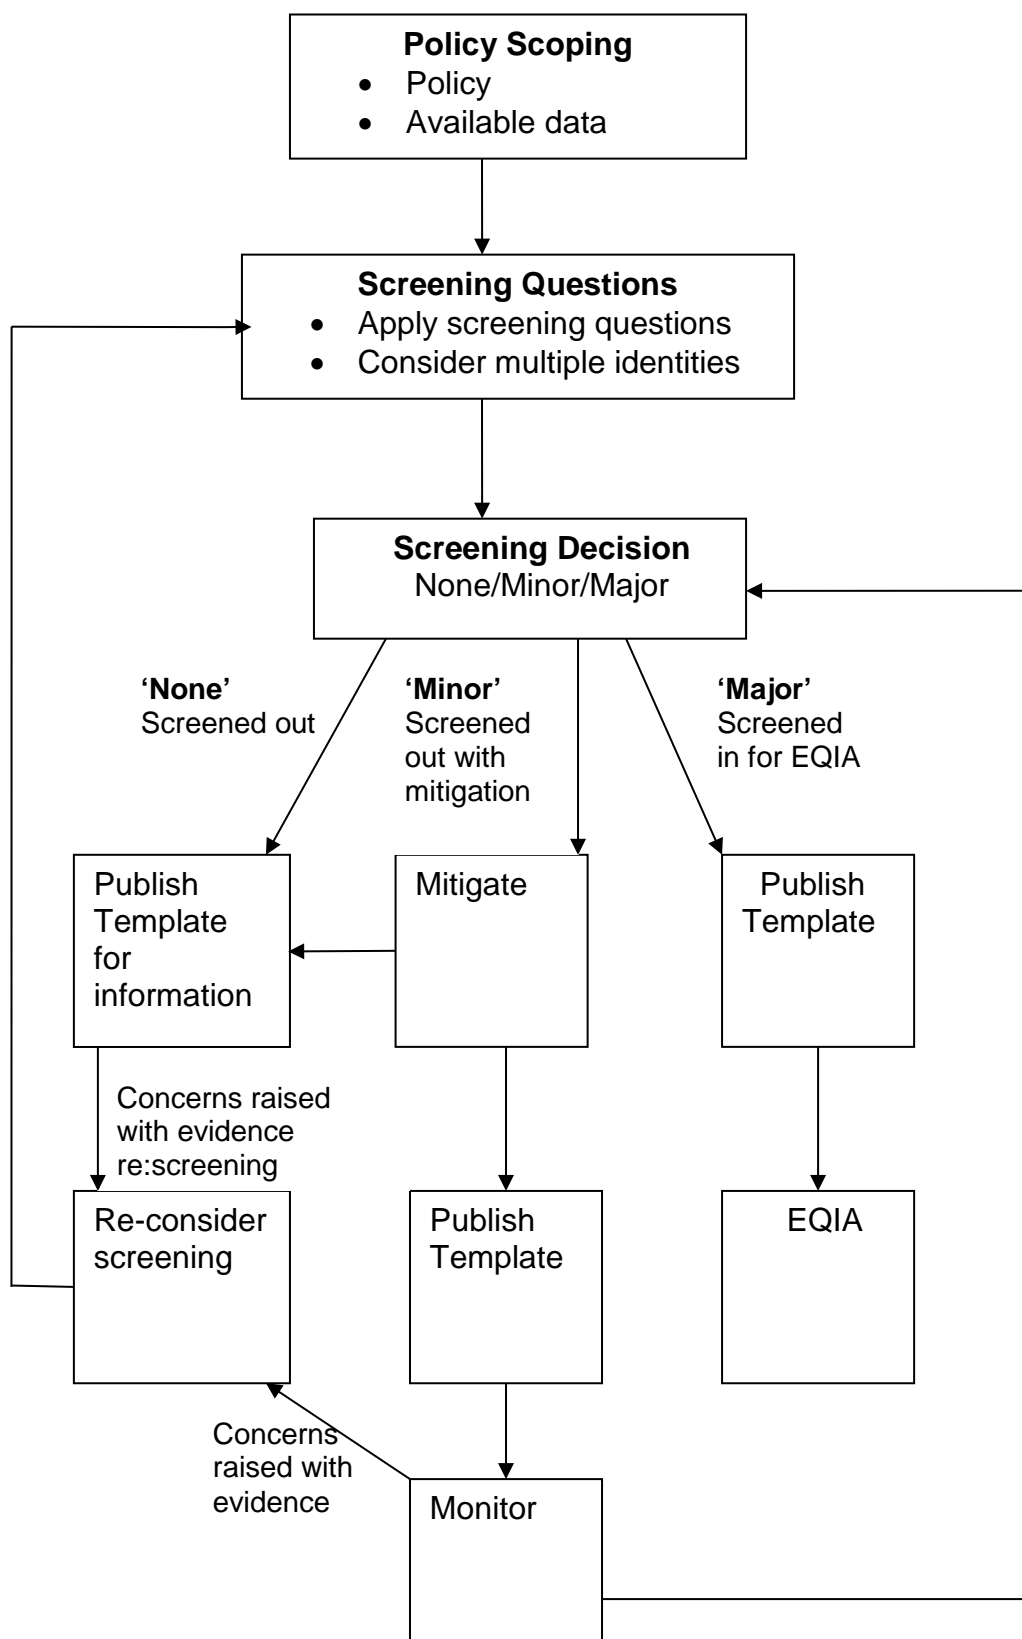 Policy Scoping
• Policy
• Available data
Screening Questions
• Apply screening questions
• Consider multiple identities
Screening Decision
None/Minor/Major
‘None’
Screened out
‘Minor’
Screened
out with
mitigation
‘Major’
Screened
in for EQIA
Publish
Template
for
information
Mitigate
Publish
Template
Concerns raised
with evidence
re:screening
Re-consider
screening
Publish
Template
EQIA
Concerns
raised with
evidence
Monitor